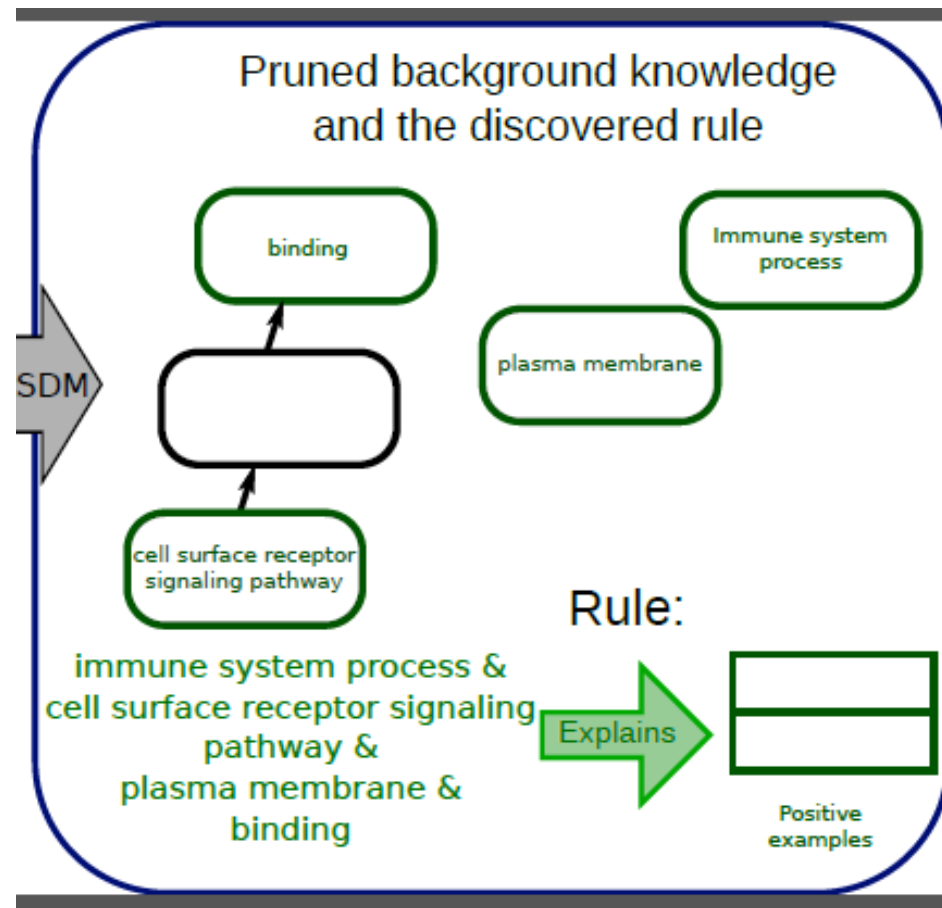 Pruned background knowledge
and the discovered rule
binding
Immune system
process
plasma membrane
SDM
cell surface receptor
signaling pathway
Rule:
immune system process &
cell surface receptor signaling
pathway &
plasma membrane &
binding
Explains
Positive
examples